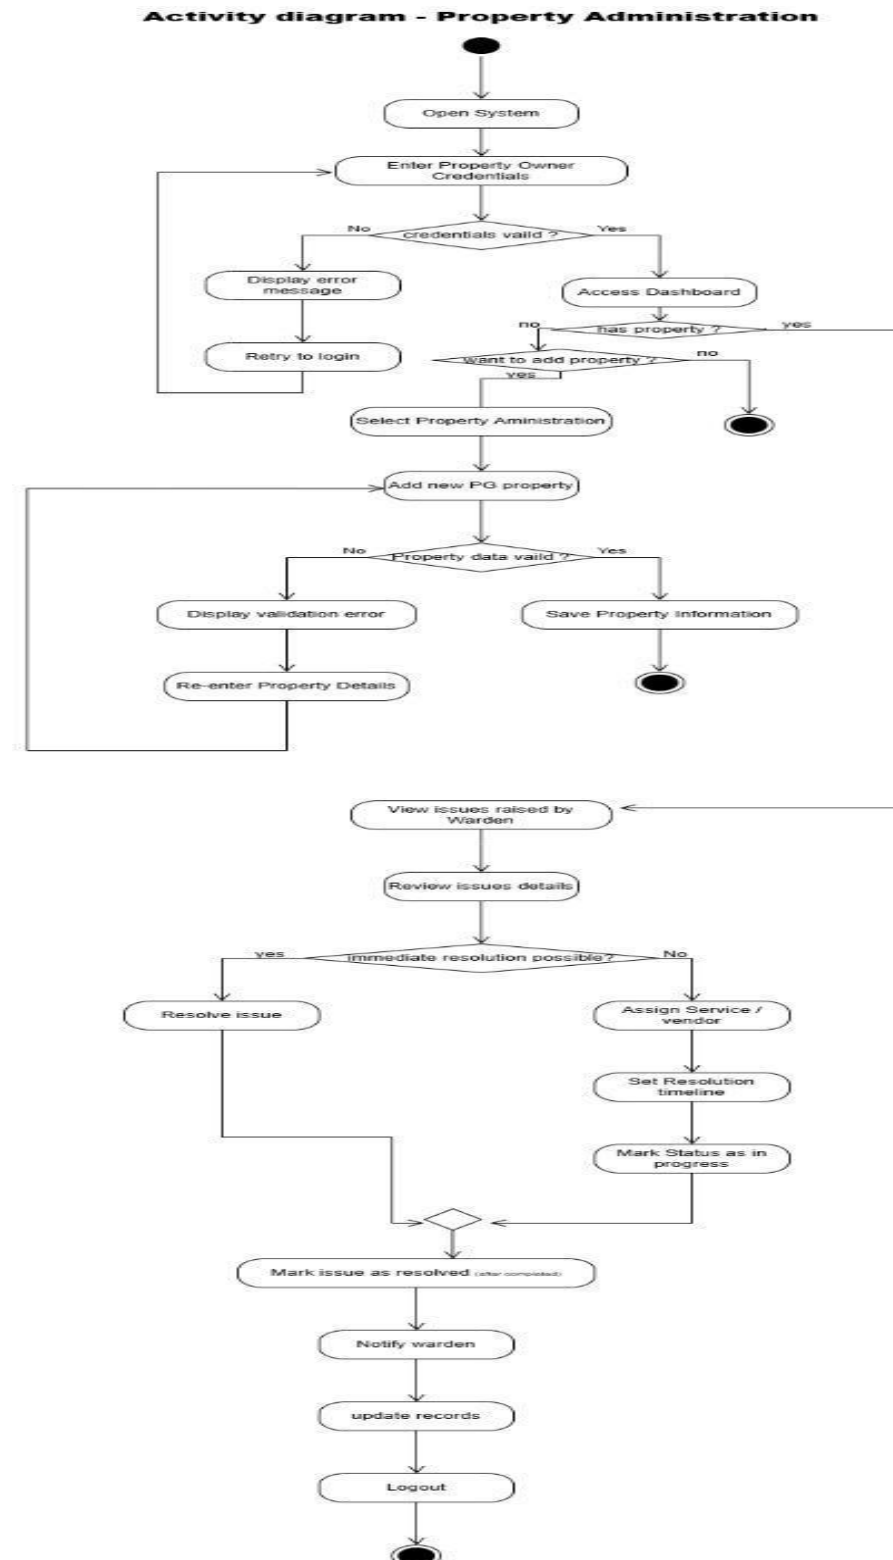 Activity diagram - Property Administration
Open System
Enter Property Owner
Credentials
No
credentials vaild ?
Yes
Display error
message
Access Dashboard
no
has property ?
yes
Retry to login
want to add property ?
no
yes
Select Property Aministration
Add new PG property
No
Property data vaild ?
Yes
Display validation error
Save Property Information
Re-enter Property Details
View issues raised by
Warden
Review issues details
yes
immediate resolution possible?
No
Resolve issue
Assign Service /
vendor
Set Resolution
timeline
Mark Status as in
progress
Mark issue as resolved (after completed)
Notify warden
update records
Logout